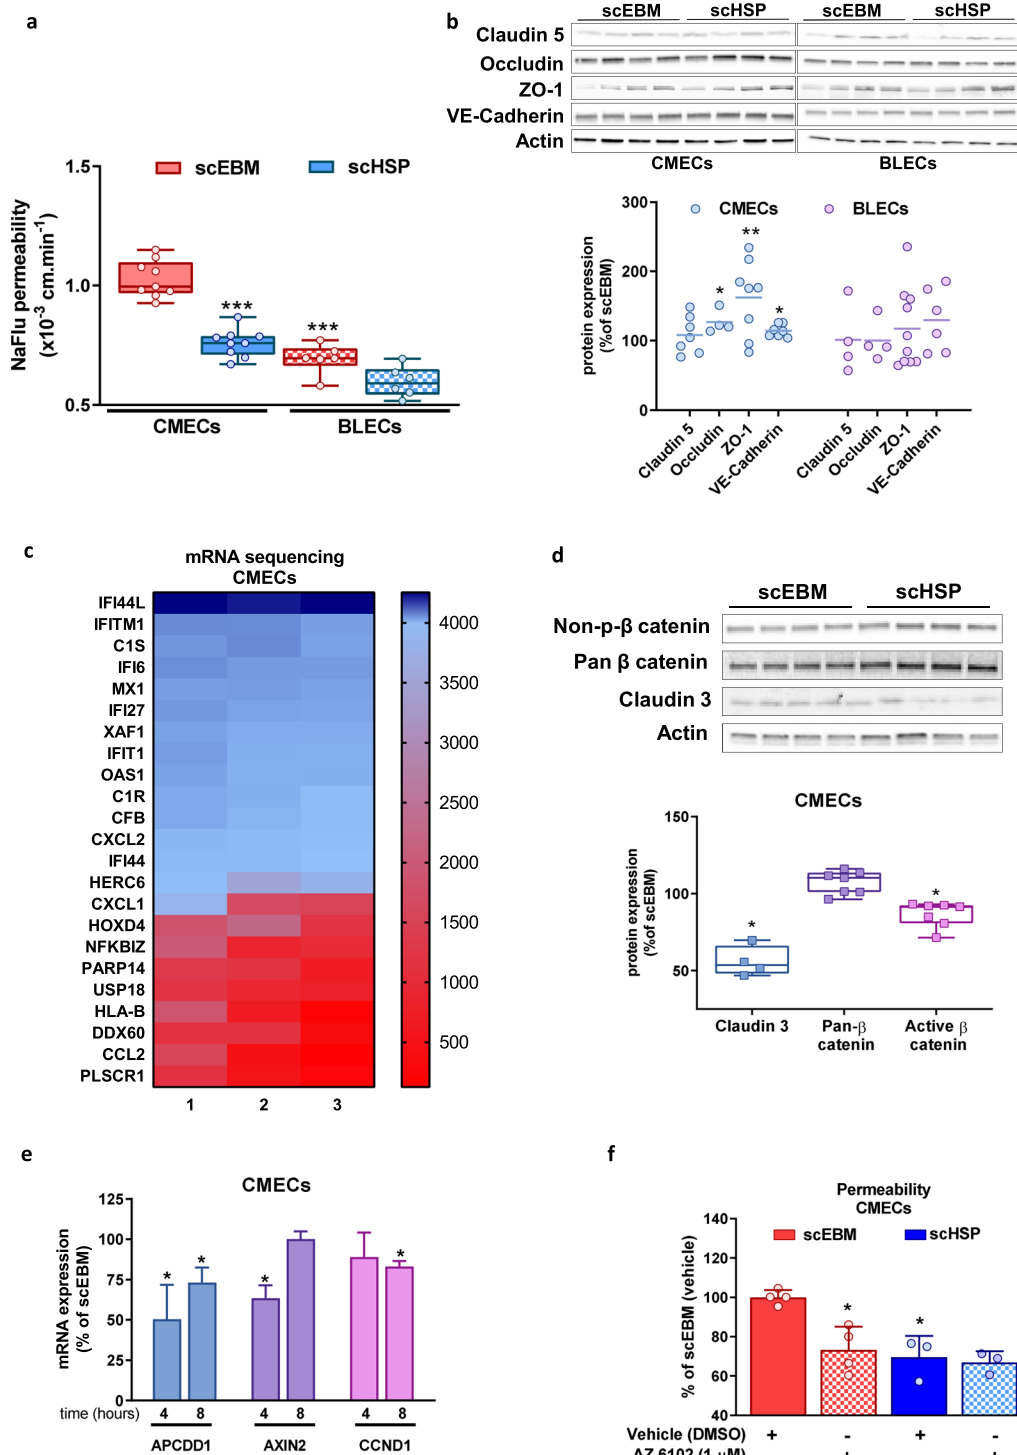 a
1.5
scEBM
scHSP
NaFlu permeability
(x10⁻³ cm.min⁻¹)
1.0
***
***
0.5
CMECs
BLECs
b
scEBM
scHSP
scEBM
scHSP
Claudin 5
Occludin
ZO-1
VE-Cadherin
Actin
CMECs
BLECs
300
CMECs
BLECs
**
protein expression
(%of scEBM)
200
*
*
100
0
Claudin 5
Occludin
ZO-1
VE-Cadherin
Claudin 5
Occludin
ZO-1
VE-Cadherin
c
mRNA sequencing
CMECs
IFI44L
IFITM1
C1S
IFI6
MX1
IFI27
XAF1
IFIT1
OAS1
C1R
CFB
CXCL2
IFI44
HERC6
CXCL1
HOXD4
NFKBIZ
PARP14
USP18
HLA-B
DDX60
CCL2
PLSCR1
1
2
3
4000
3500
3000
2500
2000
1500
1000
500
d
scEBM
scHSP
Non-p-β catenin
Pan β catenin
Claudin 3
Actin
CMECs
150
protein expression
(%of scEBM)
100
*
*
50
Claudin 3
Pan-β
catenin
Active β
catenin
e
CMECs
125
mRNA expression
(% of scEBM)
100
75
50
25
0
*
*
*
*
time (hours)
4
8
4
8
4
8
APCDD1
AXIN2
CCND1
f
Permeability
CMECs
140
scEBM
scHSP
% of scEBM (vehicle)
120
100
80
60
40
*
*
Vehicle (DMSO)
+
-
+
-
AZ 6102 (1 µM)